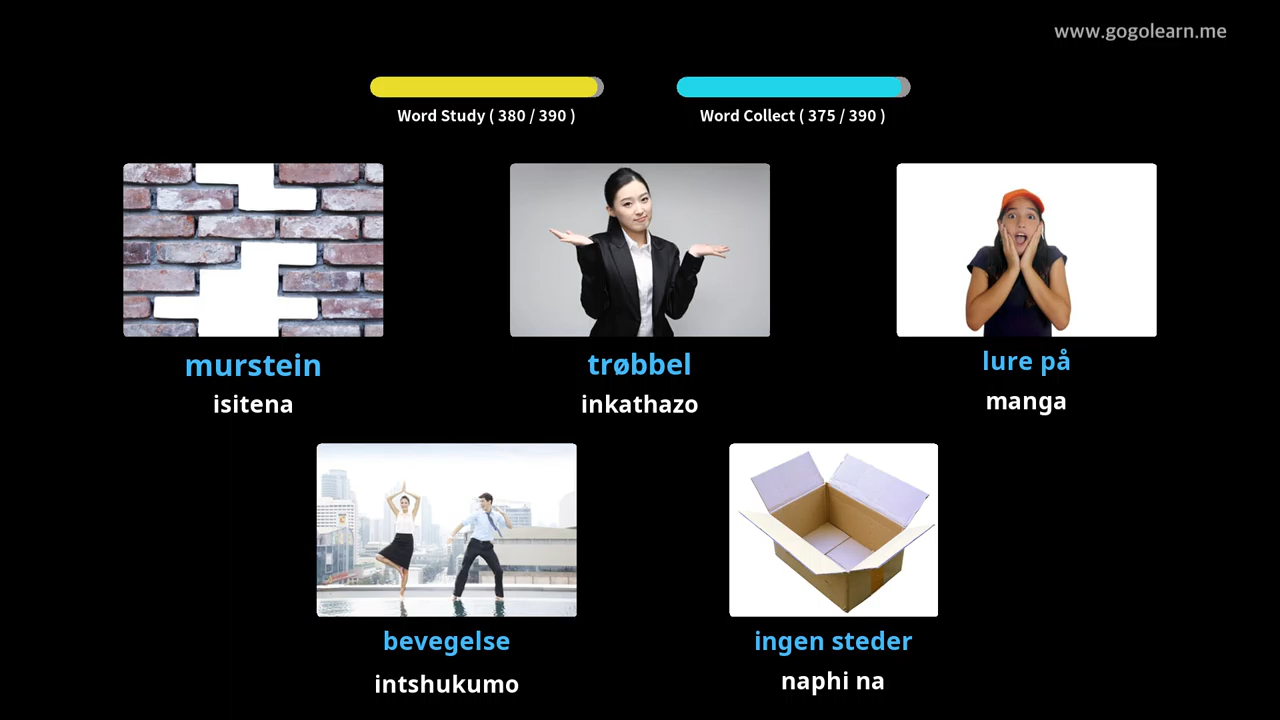 www.gogolearn.me
Word Study ( 380 / 390 )
Word Collect ( 375 / 390 )
murstein
isitena
trøbbel
inkathazo
lure på
manga
bevegelse
intshukumo
ingen steder
naphi na